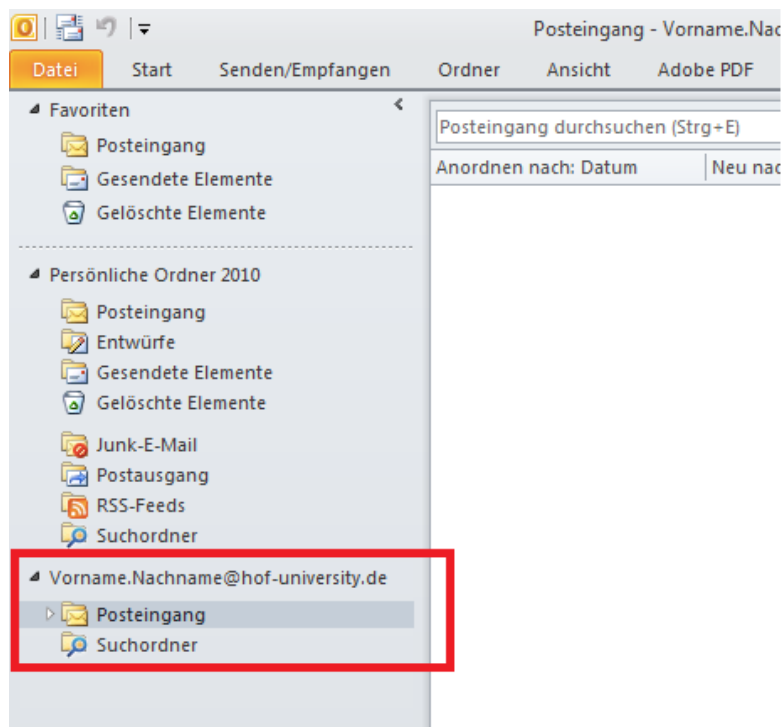 Posteingang - Vorname.Nac
Datei Start Senden/Empfangen Ordner Ansicht Adobe PDF
Favoriten
Posteingang
Gesendete Elemente
Gelöschte Elemente
Persönliche Ordner 2010
Posteingang
Entwürfe
Gesendete Elemente
Gelöschte Elemente
Junk-E-Mail
Postausgang
RSS-Feeds
Suchordner
Vorname.Nachname@hof-university.de
Posteingang
Suchordner
Posteingang durchsuchen (Strg+E)
Anordnen nach: Datum Neu nac